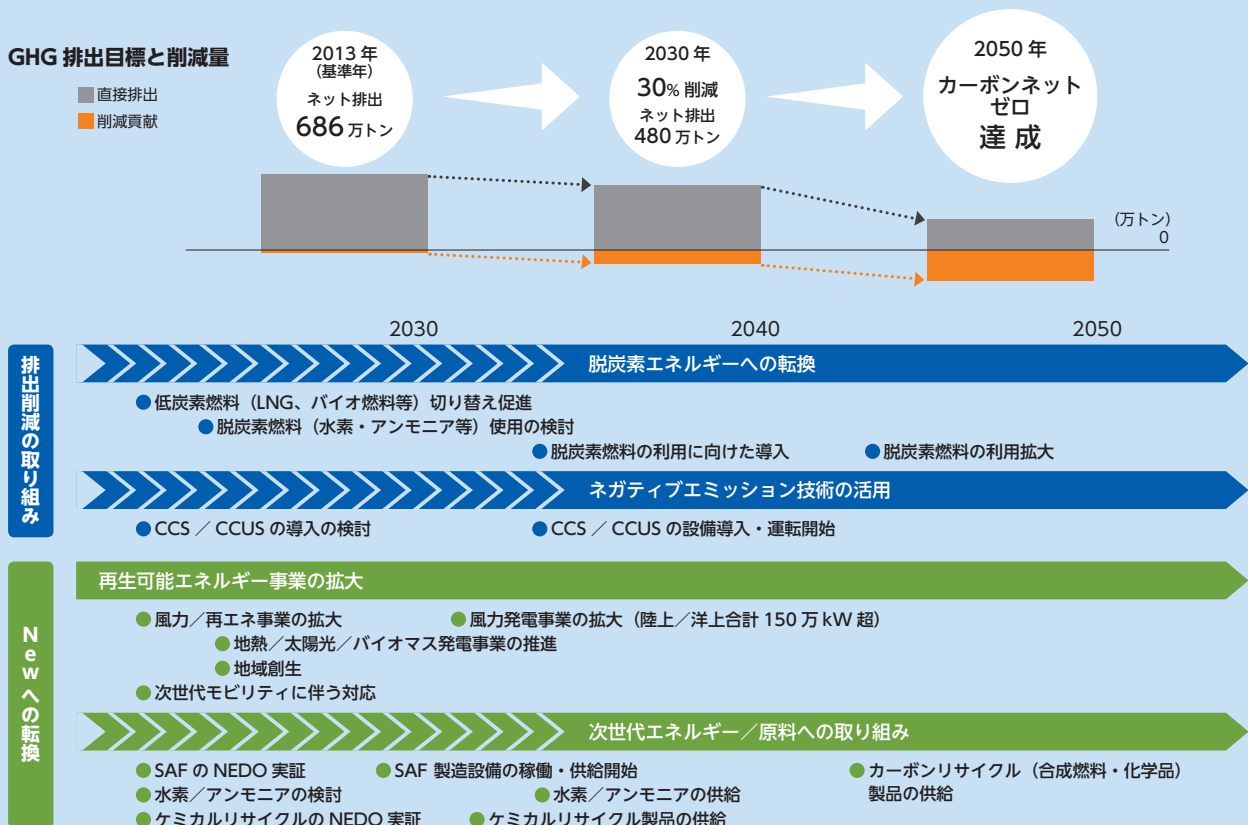 GHG 排出目標と削減量
直接排出
削減貢献
2013 年
(基準年)
ネット排出
686 万トン
2030 年
30% 削減
ネット排出
480 万トン
2050 年
カーボンネット
ゼロ
達 成
(万トン)
0
2030
2040
2050
排出削減の取り組み
脱炭素エネルギーへの転換
低炭素燃料（LNG、バイオ燃料等）切り替え促進
脱炭素燃料（水素・アンモニア等）使用の検討
脱炭素燃料の利用に向けた導入
脱炭素燃料の利用拡大
ネガティブエミッション技術の活用
CCS ／ CCUS の導入の検討
CCS ／ CCUS の設備導入・運転開始
Newへの転換
再生可能エネルギー事業の拡大
風力／再エネ事業の拡大
風力発電事業の拡大（陸上／洋上合計 150 万 kW 超）
地熱／太陽光／バイオマス発電事業の推進
地域創生
次世代モビリティに伴う対応
次世代エネルギー／原料への取り組み
SAF の NEDO 実証
SAF 製造設備の稼働・供給開始
カーボンリサイクル（合成燃料・化学品）
製品の供給
水素／アンモニアの検討
水素／アンモニアの供給
ケミカルリサイクルの NEDO 実証
ケミカルリサイクル製品の供給